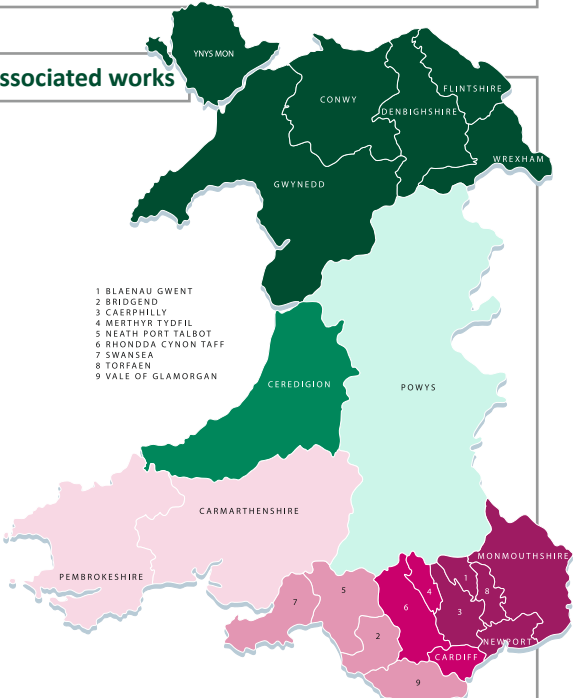 YNYS MON
ssociated works
FLINTSHIRE
CONWY
DENBIGHSHIRE
WREXHAM
GWYNEDD
1 BLAENAU GWENT
2 BRIDGEND
3 CAERPHILLY
4 MERTHYR TYDFIL
5 NEATH PORT TALBOT
6 RHONDDA CYNON TAFF
7 SWANSEA
8 TORFAEN
9 VALE OF GLAMORGAN
CEREDIGION
POWYS
CARMARTHENSHIRE
MONMOUTHSHIRE
PEMBROKESHIRE
1
5
4
8
7
6
3
2
NEWPORT
CARDIFF
9